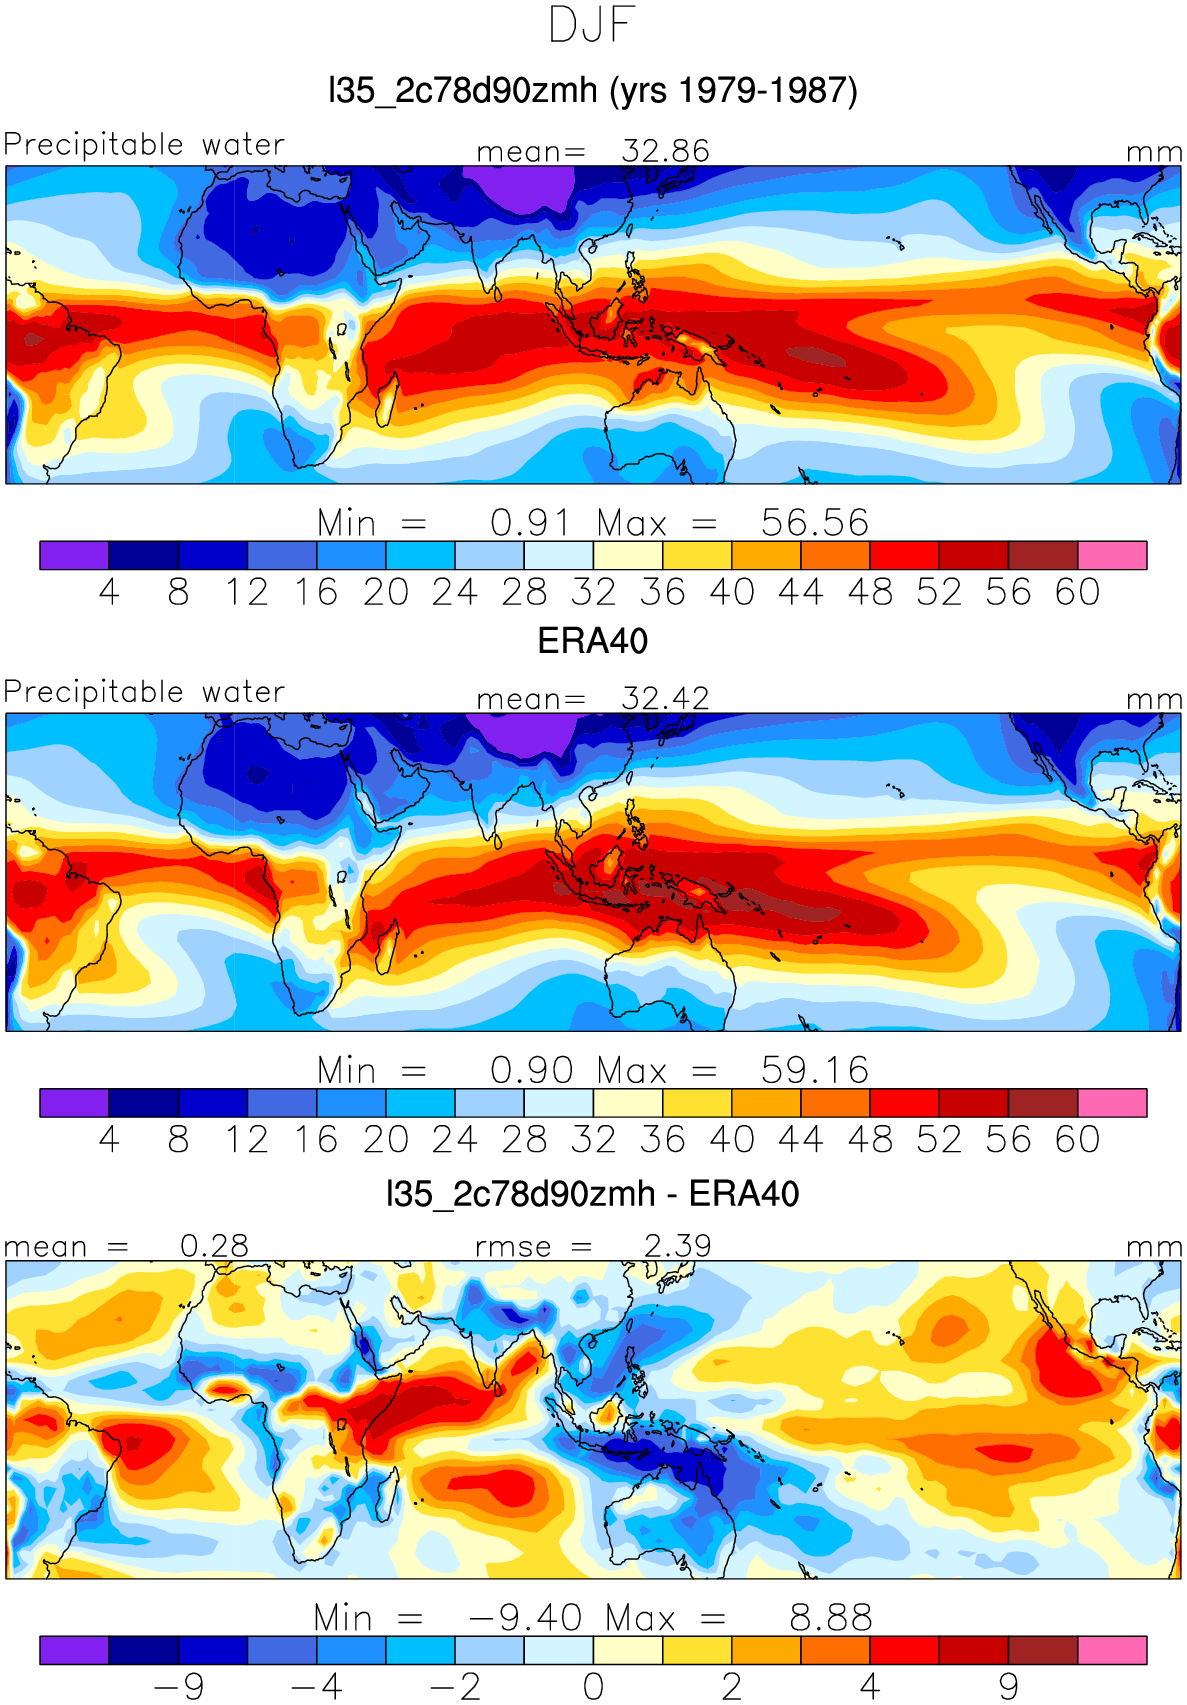 DJF
l35_2c78d90zmh (yrs 1979-1987)
Precipitable water mean= 32.86 mm
Min = 0.91 Max = 56.56
4 8 12 16 20 24 28 32 36 40 44 48 52 56 60
ERA40
Precipitable water mean= 32.42 mm
Min = 0.90 Max = 59.16
4 8 12 16 20 24 28 32 36 40 44 48 52 56 60
l35_2c78d90zmh - ERA40
mean = 0.28 rmse = 2.39 mm
Min = −9.40 Max = 8.88
−9 −4 −2 0 2 4 9